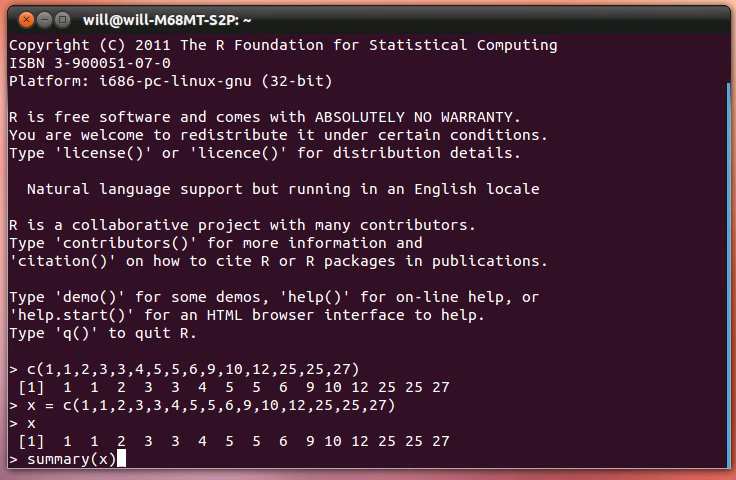 will@will-M68MT-S2P: ~
Copyright (C) 2011 The R Foundation for Statistical Computing
ISBN 3-900051-07-0
Platform: i686-pc-linux-gnu (32-bit)
R is free software and comes with ABSOLUTELY NO WARRANTY.
You are welcome to redistribute it under certain conditions.
Type 'license()' or 'licence()' for distribution details.
Natural language support but running in an English locale
R is a collaborative project with many contributors.
Type 'contributors()' for more information and
'citation()' on how to cite R or R packages in publications.
Type 'demo()' for some demos, 'help()' for on-line help, or
'help.start()' for an HTML browser interface to help.
Type 'q()' to quit R.
> c(1,1,2,3,3,4,5,5,6,9,10,12,25,25,27)
[1]  1  1  2  3  3  4  5  5  6  9 10 12 25 25 27
> x = c(1,1,2,3,3,4,5,5,6,9,10,12,25,25,27)
> x
[1]  1  1  2  3  3  4  5  5  6  9 10 12 25 25 27
> summary(x)